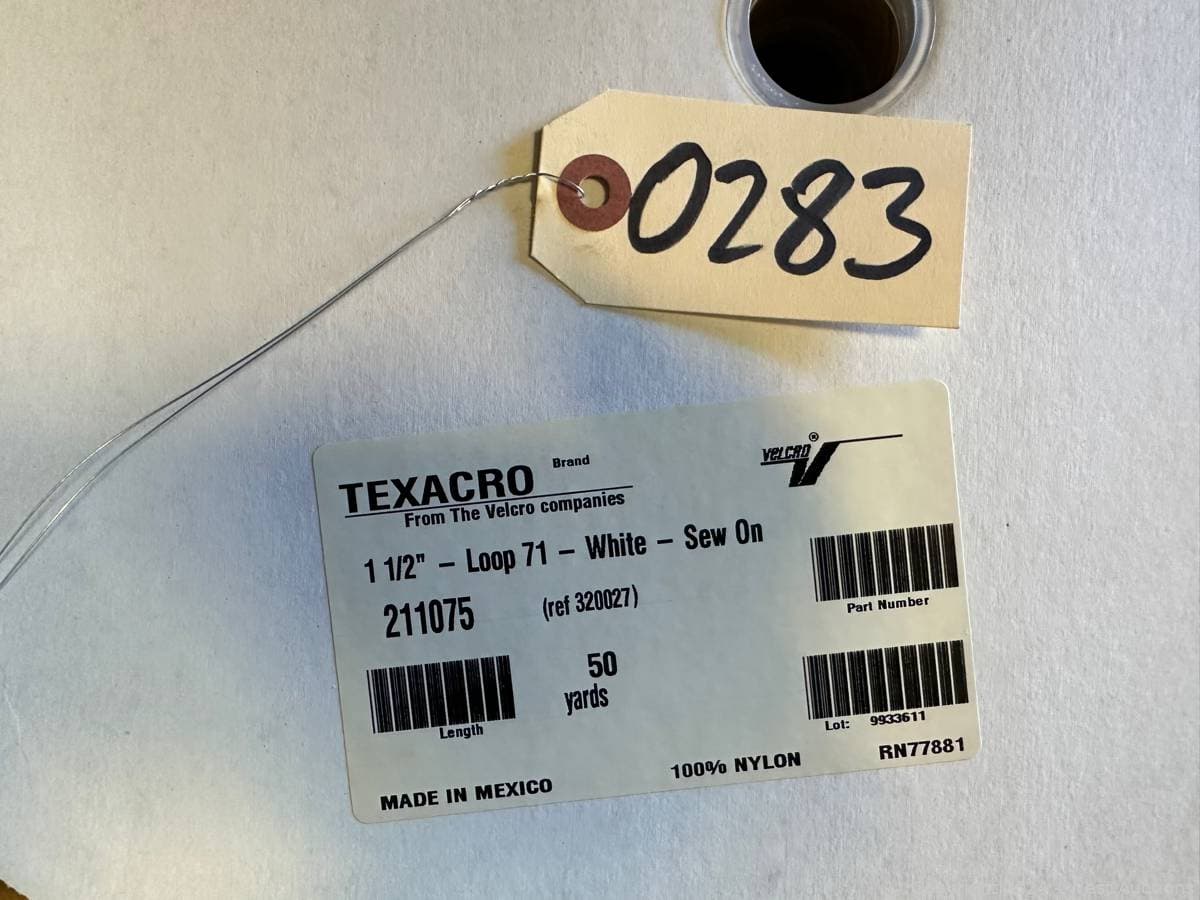 0283
Brand
TEXACRO
From The Velcro companies
VELCRO®
1 1/2" – Loop 71 – White – Sew On
211075 (ref 320027)
Part Number
50
yards
Length
Lot: 9933611
MADE IN MEXICO 100% NYLON RN77881